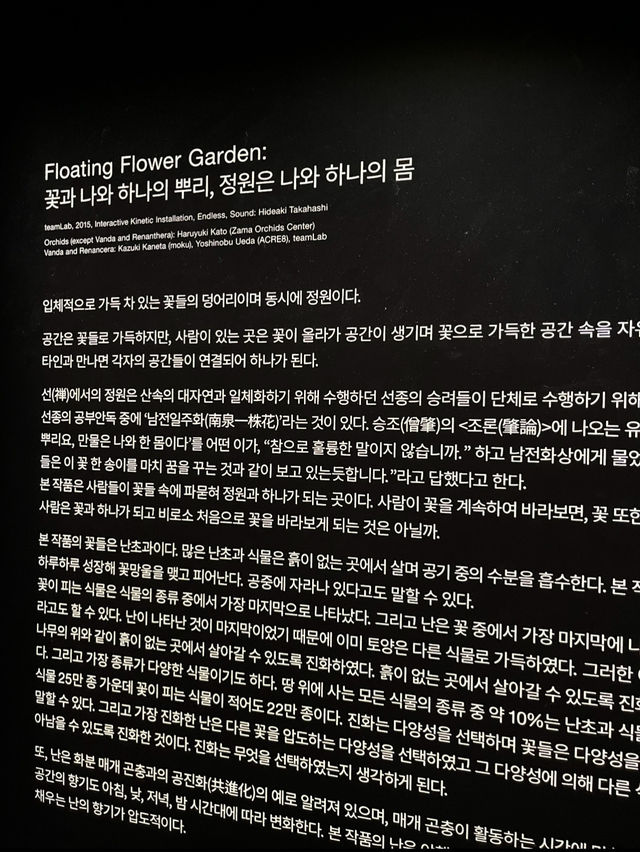 Floating Flower Garden:
꽃과 나와 하나의 뿌리, 정원은 나와 하나의 몸
teamLab, 2015, Interactive Kinetic Installation, Endless, Sound: Hideaki Takahashi
Orchids (except Vanda and Renanthera): Haruyuki Kato (Zama Orchids Center)
Vanda and Renancera: Kazuki Kaneta (moku), Yoshinobu Ueda (ACRE8), teamLab
입체적으로 가득 차 있는 꽃들의 덩어리이며 동시에 정원이다.
공간은 꽃들로 가득하지만, 사람이 있는 곳은 꽃이 올라가 공간이 생기며 꽃으로 가득한 공간 속을
타인과 만나면 각자의 공간들이 연결되어 하나가 된다.
선(禅)에서의 정원은 산속의 대자연과 일체화하기 위해 수행하던 선종의 승려들이 단체로 수행하기 위해
선종의 공부안독 중에 ‘남전일주화(南泉一株花)’라는 것이 있다. 승조(僧肇)의 <조론(肇論)>에 나오는
뿌리요, 만물은 나와 한 몸이다’를 어떤 이가, “참으로 훌륭한 말이지 않습니까.” 하고 남전화상에게
들은 이 꽃 한 송이를 마치 꿈을 꾸는 것과 같이 보고 있는듯합니다.”라고 답했다고 한다.
본 작품은 사람들이 꽃들 속에 파묻혀 정원과 하나가 되는 곳이다. 사람이 꽃을 계속하여 바라보면, 꽃
사람은 꽃과 하나가 되고 비로소 처음으로 꽃을 바라보게 되는 것은 아닐까.
본 작품의 꽃들은 난초과이다. 많은 난초과 식물은 흙이 없는 곳에서 살며 공기 중의 수분을 흡수한다. 본
하루하루 성장해 꽃망울을 맺고 피어난다. 공중에 자라나 있다고도 말할 수 있다.
꽃이 피는 식물은 식물의 종류 중에서 가장 마지막으로 나타났다. 그리고 난은 꽃 중에서 가장 마지막에
라고도 할 수 있다. 난이 나타난 것이 마지막이었기 때문에 이미 토양은 다른 식물로 가득하였다. 그러한
나무의 위와 같이 흙이 없는 곳에서 살아갈 수 있도록 진화하였다. 흙이 없는 곳에서 살아갈 수 있도록
다. 그리고 가장 종류가 다양한 식물이기도 하다. 땅 위에 사는 모든 식물의 종류 중 약 10%는 난초과
식물 25만 종 가운데 꽃이 피는 식물이 적어도 22만 종이다. 진화는 다양성을 선택하며 꽃들은 다양성을
말할 수 있다. 그리고 가장 진화한 난은 다른 꽃을 압도하는 다양성을 선택하였고 그 다양성에 의해 다른
아남을 수 있도록 진화한 것이다. 진화는 무엇을 선택하였는지 생각하게 된다.
또, 난은 화분 매개 곤충과의 공진화(共進化)의 예로 알려져 있으며, 매개 곤충이 활동하는 시간에
공간의 향기도 아침, 낮, 저녁, 밤 시간대에 따라 변화한다. 본 작품의 난은
채우는 난의 향기가 압도적이다.